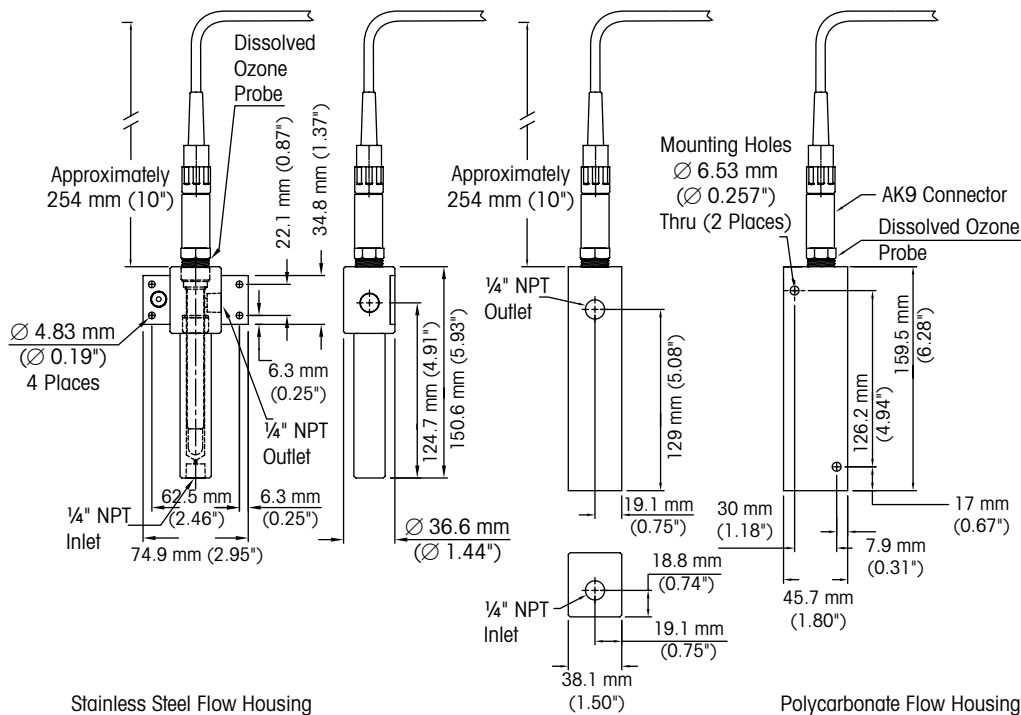 Dissolved
Ozone
Probe
Approximately
254 mm (10")
22.1 mm (0.87")
34.8 mm (1.37")
Ø 4.83 mm
(Ø 0.19")
4 Places
6.3 mm
(0.25")
¼" NPT
Outlet
62.5 mm
(2.46")
6.3 mm
(0.25")
¼" NPT
Inlet
74.9 mm (2.95")
124.7 mm (4.91")
150.6 mm (5.93")
Ø 36.6 mm
(Ø 1.44")
Stainless Steel Flow Housing
Approximately
254 mm (10")
¼" NPT
Outlet
129 mm (5.08")
19.1 mm
(0.75")
18.8 mm
(0.74")
¼" NPT
Inlet
19.1 mm
(0.75")
38.1 mm
(1.50")
Mounting Holes
Ø 6.53 mm
(Ø 0.257")
Thru (2 Places)
AK9 Connector
Dissolved Ozone
Probe
159.5 mm
(6.28")
126.2 mm
(4.94")
30 mm
(1.18")
17 mm
(0.67")
7.9 mm
(0.31")
45.7 mm
(1.80")
Polycarbonate Flow Housing